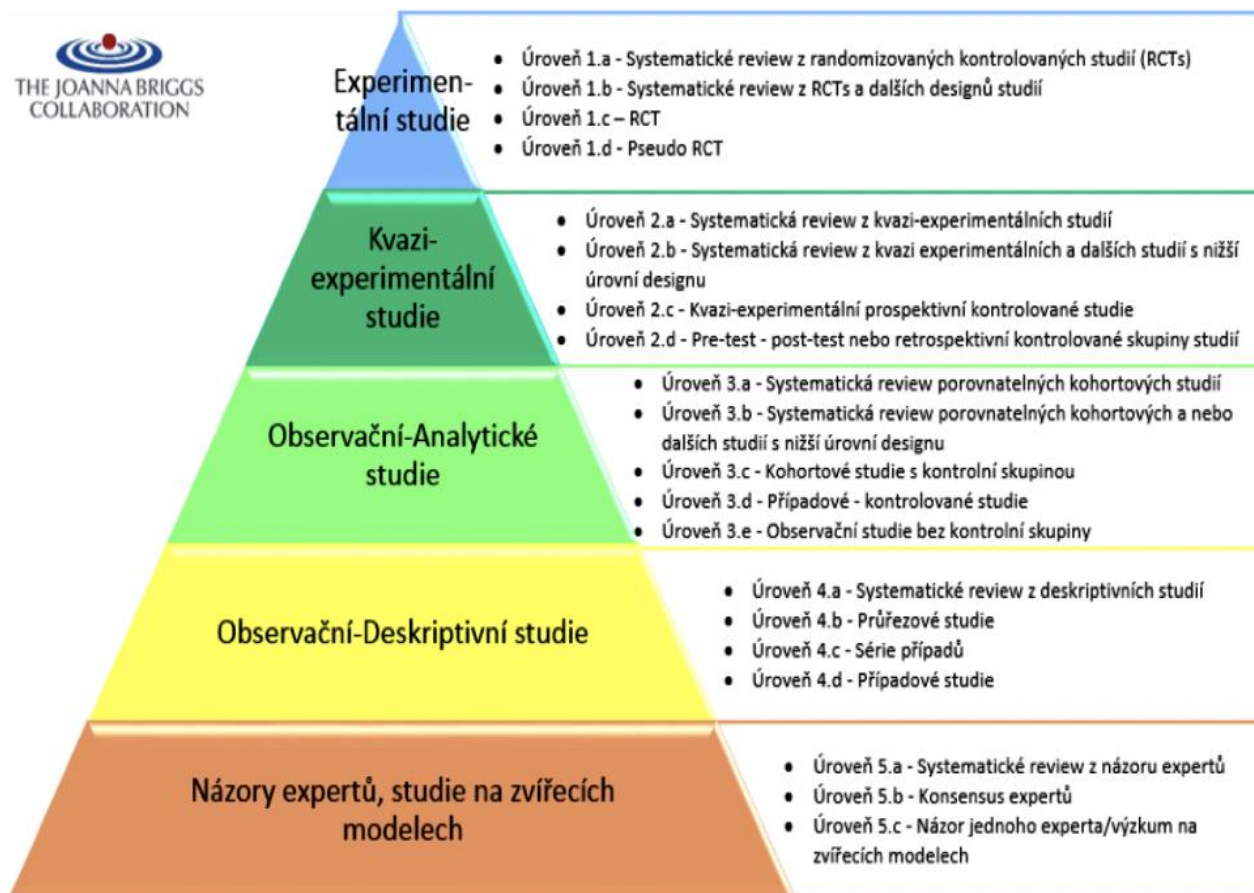 THE JOANNA BRIGGS
COLLABORATION
Experimen-
tální studie
• Úroveň 1.a - Systematické review z randomizovaných kontrolovaných studií (RCTs)
• Úroveň 1.b - Systematické review z RCTs a dalších designů studií
• Úroveň 1.c – RCT
• Úroveň 1.d - Pseudo RCT
Kvazi-
experimentální
studie
• Úroveň 2.a - Systematická review z kvazi-experimentálních studií
• Úroveň 2.b - Systematická review z kvazi experimentálních a dalších studií s nižší
úrovní designu
• Úroveň 2.c - Kvazi-experimentální prospektivní kontrolované studie
• Úroveň 2.d - Pre-test - post-test nebo retrospektivní kontrolované skupiny studií
Observační-Analytické
studie
• Úroveň 3.a - Systematická review porovnatelných kohortových studií
• Úroveň 3.b - Systematická review porovnatelných kohortových a nebo
dalších studií s nižší úrovní designu
• Úroveň 3.c - Kohortové studie s kontrolní skupinou
• Úroveň 3.d - Případové - kontrolované studie
• Úroveň 3.e - Observační studie bez kontrolní skupiny
Observační-Deskriptivní studie
• Úroveň 4.a - Systematické review z deskriptivních studií
• Úroveň 4.b - Průřezové studie
• Úroveň 4.c - Série případů
• Úroveň 4.d - Případové studie
Názory expertů, studie na zvířecích
modelech
• Úroveň 5.a - Systematické review z názoru expertů
• Úroveň 5.b - Konsensus expertů
• Úroveň 5.c - Názor jednoho experta/výzkum na
zvířecích modelech